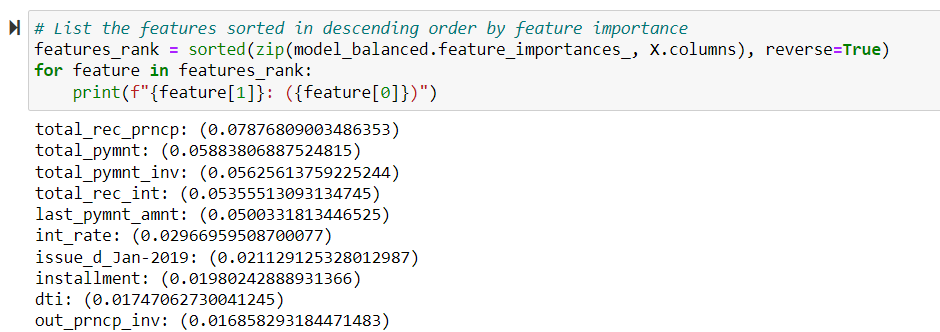 # List the features sorted in descending order by feature importance
features_rank = sorted(zip(model_balanced.feature_importances_, X.columns), reverse=True)
for feature in features_rank:
    print(f"{feature[1]}: ({feature[0]})")
total_rec_prncp: (0.07876809003486353)
total_pymnt: (0.05883806887524815)
total_pymnt_inv: (0.05625613759225244)
total_rec_int: (0.05355513093134745)
last_pymnt_amnt: (0.0500331813446525)
int_rate: (0.02966959508700077)
issue_d_Jan-2019: (0.021129125328012987)
installment: (0.01980242888931366)
dti: (0.01747062730041245)
out_prncp_inv: (0.016858293184471483)